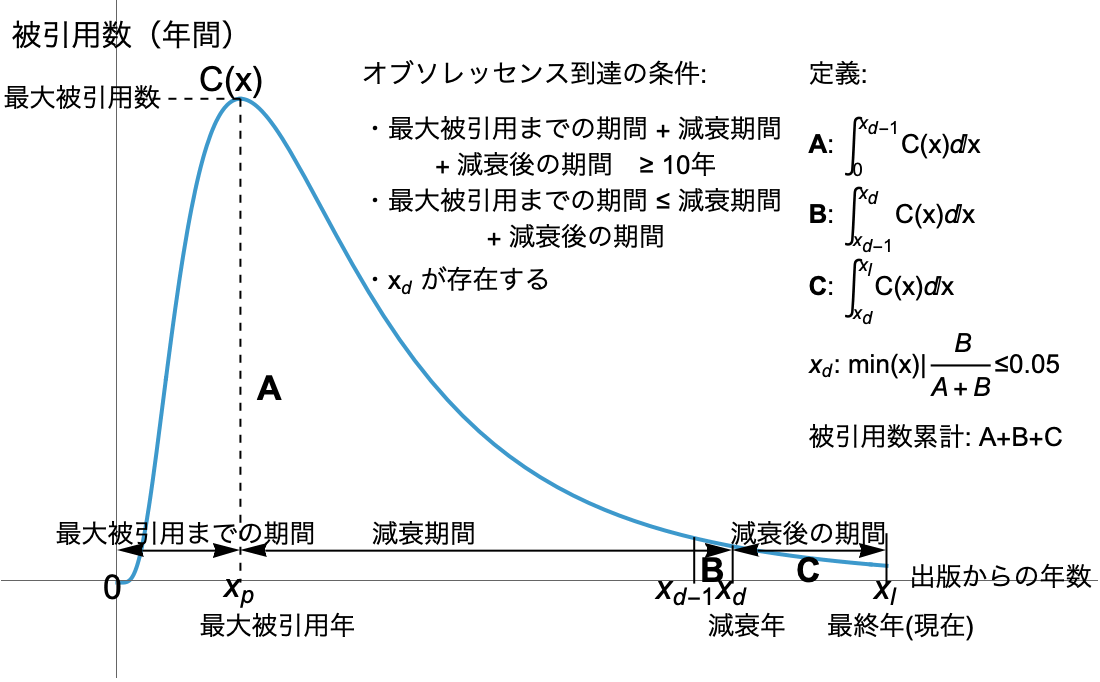 被引用数（年間）
C(x)
最大被引用数
オブソレッセンス到達の条件:
・最大被引用までの期間 + 減衰期間
+ 減衰後の期間　≥ 10年
・最大被引用までの期間 ≤ 減衰期間
+ 減衰後の期間
・x_d が存在する
定義:
A: ∫_0^{x_{d−1}} C(x)ⅆx
B: ∫_{x_{d−1}}^{x_d} C(x)ⅆx
C: ∫_{x_d}^{x_l} C(x)ⅆx
x_d: min(x)| B/(A + B) ≤0.05
被引用数累計: A+B+C
A
最大被引用までの期間
減衰期間
減衰後の期間
B
C
0
x_p
x_{d−1}
x_d
x_l
出版からの年数
最大被引用年
減衰年
最終年(現在)